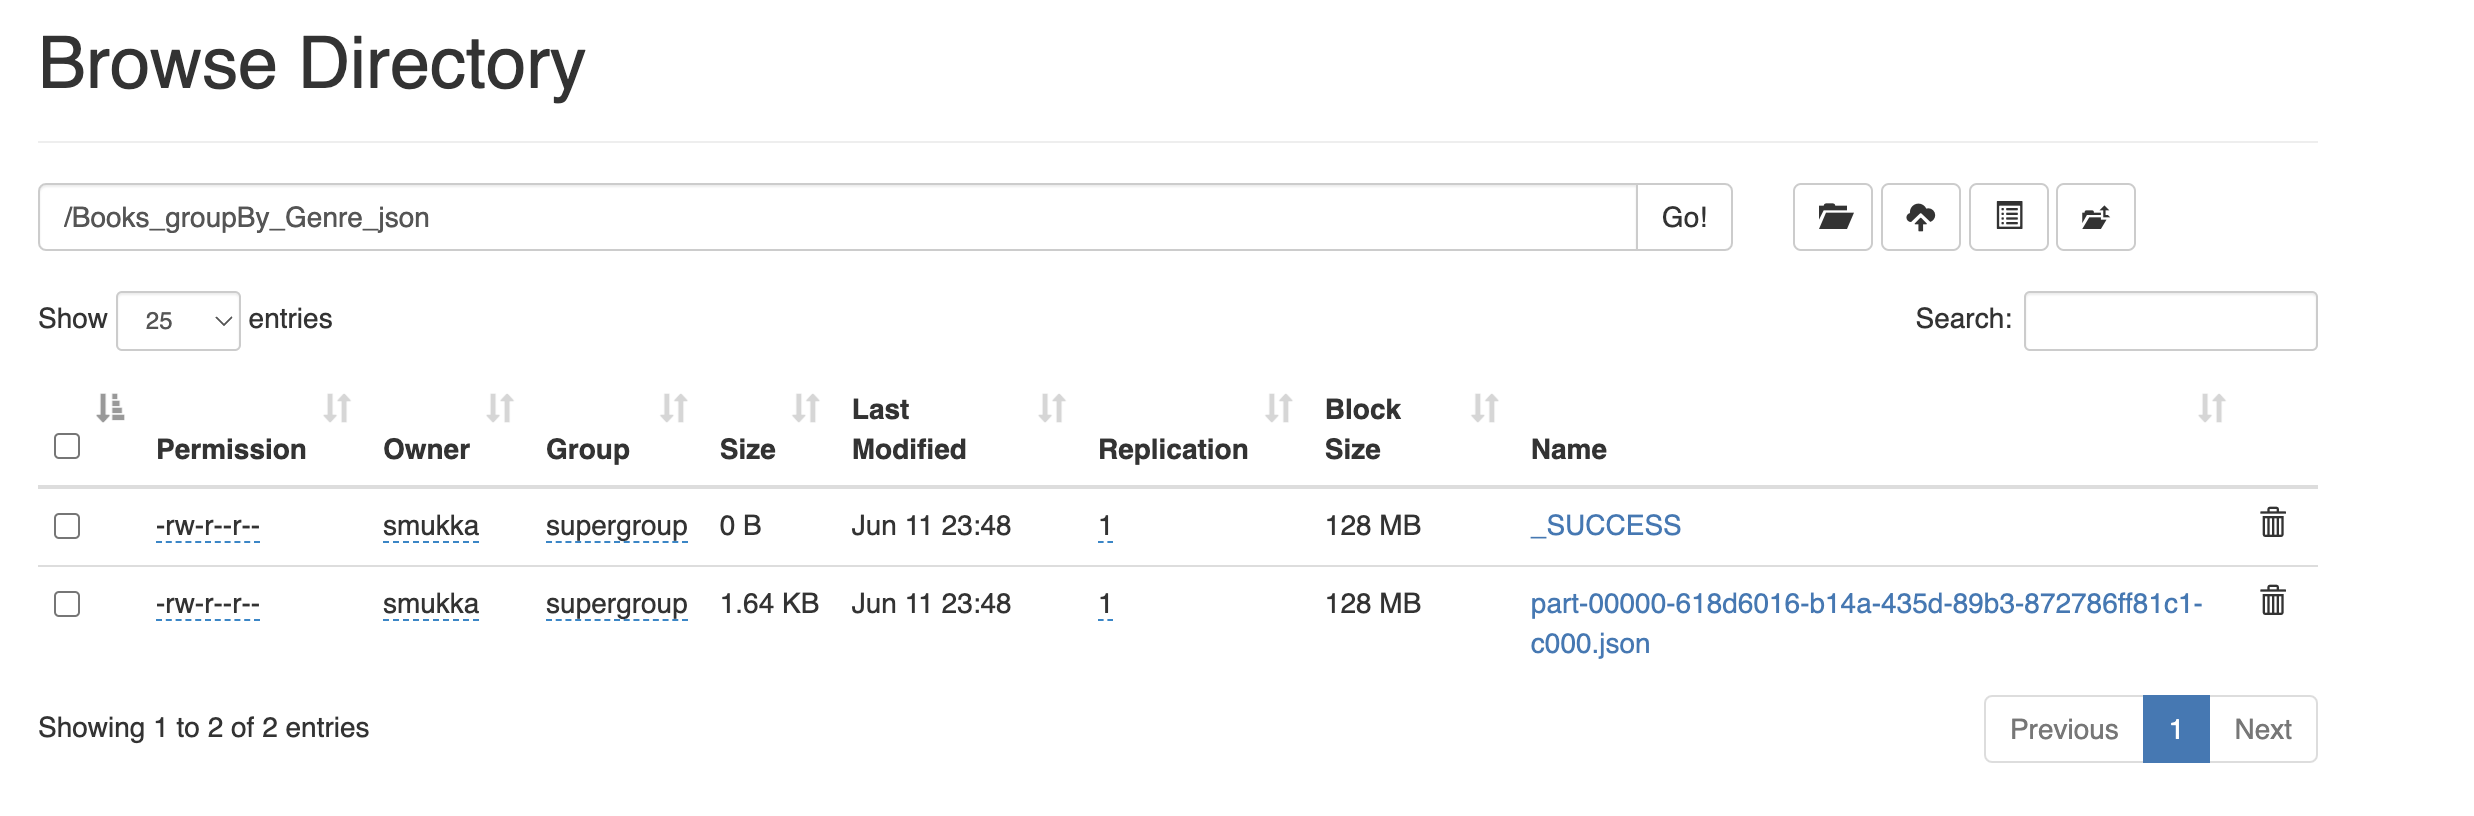 Browse Directory
/Books_groupBy_Genre_json Go!
Show 25 entries Search:
Permission Owner Group Size Last Modified Replication Block Size Name
-rw-r--r-- smukka supergroup 0 B Jun 11 23:48 1 128 MB _SUCCESS
-rw-r--r-- smukka supergroup 1.64 KB Jun 11 23:48 1 128 MB part-00000-618d6016-b14a-435d-89b3-872786ff81c1-
c000.json
Showing 1 to 2 of 2 entries Previous 1 Next